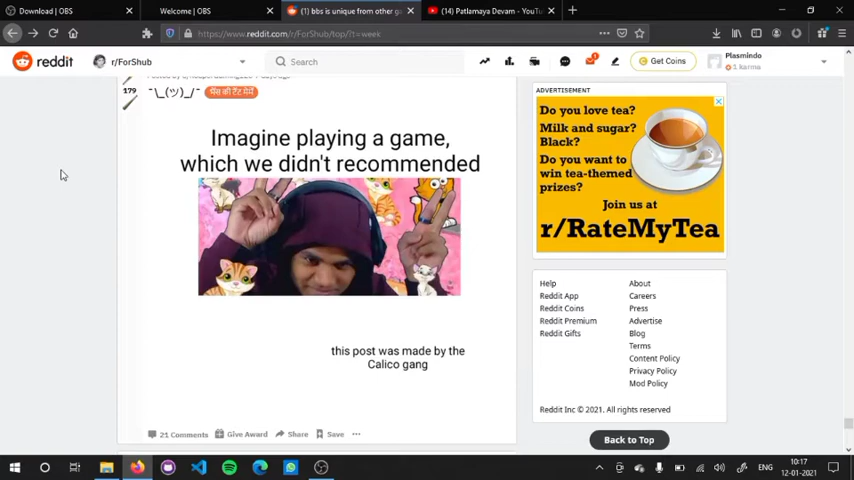 Download | OBS
Welcome | OBS
(1) bbs is unique from other ga
(14) Patlamaya Devam - YouT
https://www.reddit.com/r/ForShub/top/?t=week
reddit
r/ForShub
Search
Get Coins
Plasmindo
1 karma
179
¯\_(ツ)_/¯
Imagine playing a game,
which we didn't recommended
this post was made by the
Calico gang
21 Comments
Give Award
Share
Save
ADVERTISEMENT
Do you love tea?
Milk and sugar?
Black?
Do you want to
win tea-themed
prizes?
Join us at
r/RateMyTea
Help
About
Reddit App
Careers
Reddit Coins
Press
Reddit Premium
Advertise
Reddit Gifts
Blog
Terms
Content Policy
Privacy Policy
Mod Policy
Reddit Inc © 2021. All rights reserved
Back to Top
ENG
10:17
12-01-2021